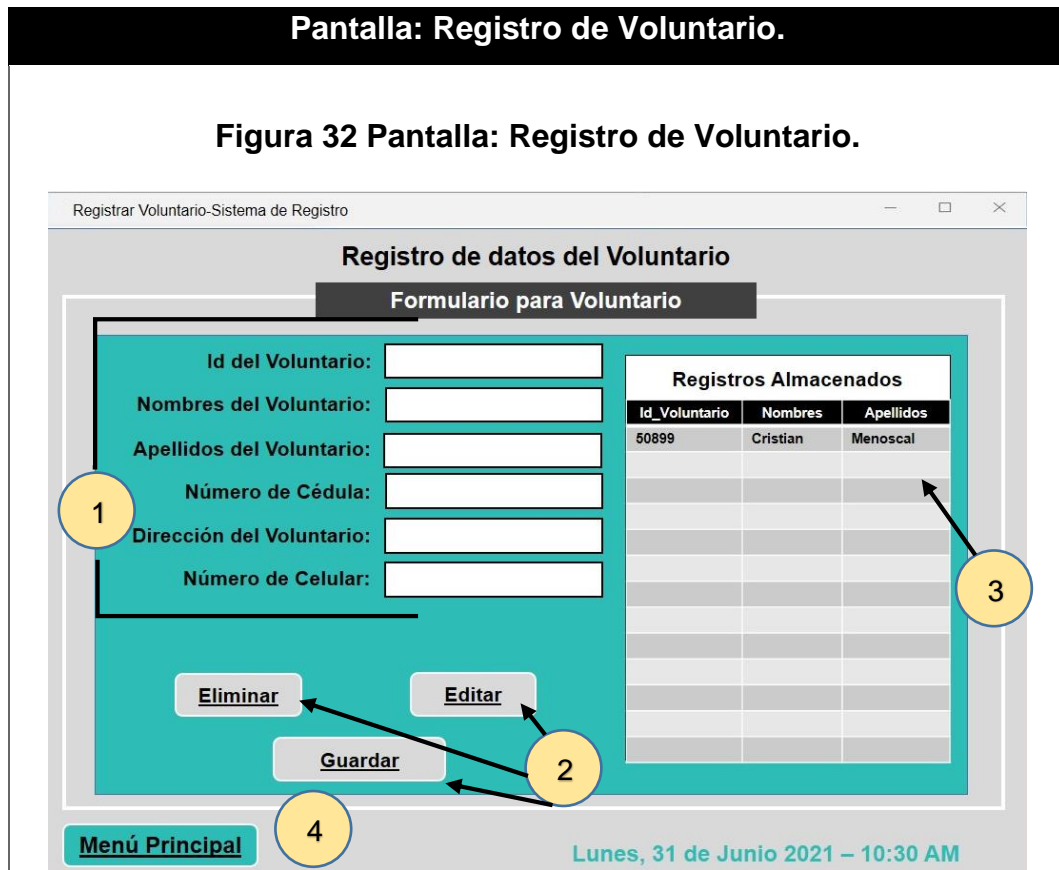 Pantalla: Registro de Voluntario.
Figura 32 Pantalla: Registro de Voluntario.
Registrar Voluntario-Sistema de Registro
Registro de datos del Voluntario
Formulario para Voluntario
Id del Voluntario:
Nombres del Voluntario:
Apellidos del Voluntario:
Número de Cédula:
Dirección del Voluntario:
Número de Celular:
1
Registros Almacenados
Id_Voluntario Nombres Apellidos
50899 Cristian Menoscal
3
Eliminar
Editar
Guardar
2
4
Menú Principal
Lunes, 31 de Junio 2021 – 10:30 AM